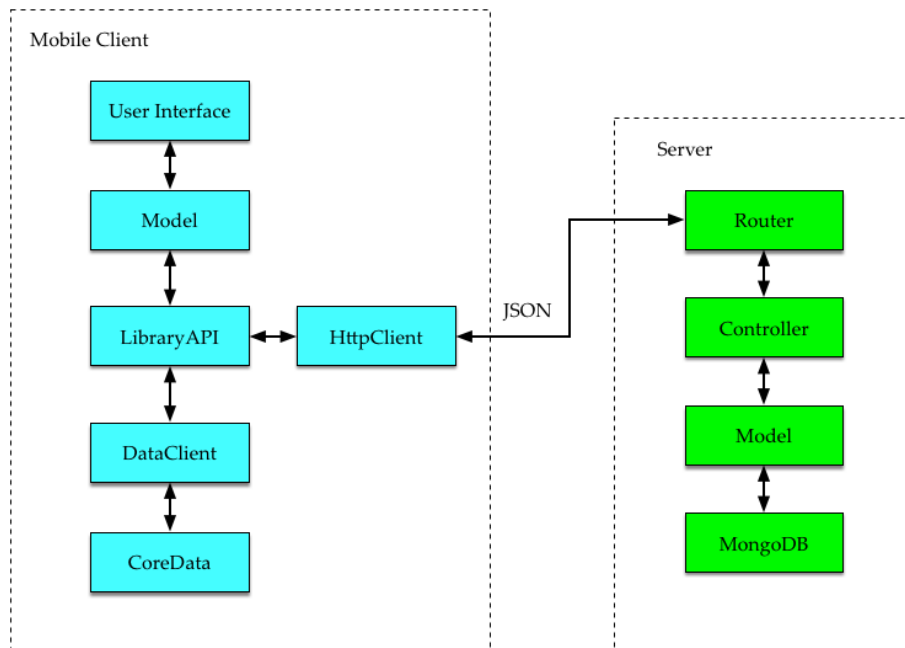 Mobile Client
User Interface
Model
LibraryAPI
HttpClient
DataClient
CoreData
JSON
Server
Router
Controller
Model
MongoDB